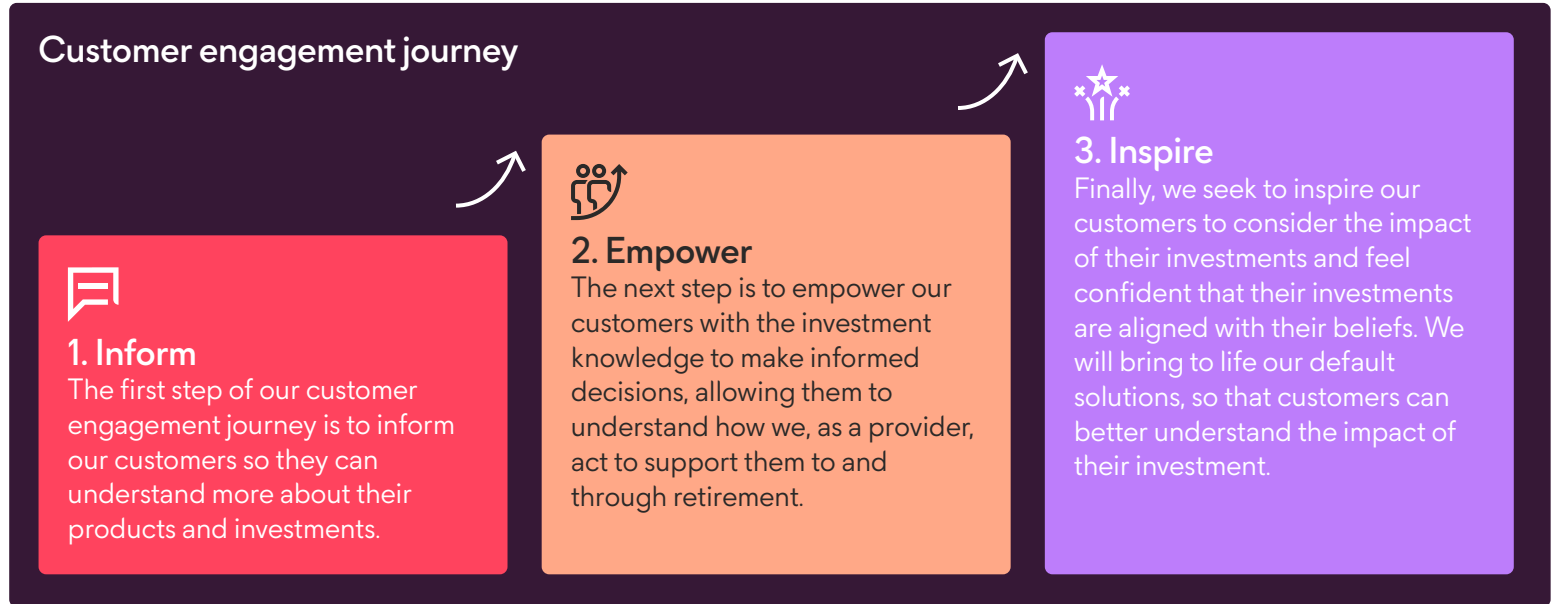 Customer engagement journey
1. Inform
The first step of our customer
engagement journey is to inform
our customers so they can
understand more about their
products and investments.
2. Empower
The next step is to empower our
customers with the investment
knowledge to make informed
decisions, allowing them to
understand how we, as a provider,
act to support them to and
through retirement.
3. Inspire
Finally, we seek to inspire our
customers to consider the impact
of their investments and feel
confident that their investments
are aligned with their beliefs. We
will bring to life our default
solutions, so that customers can
better understand the impact of
their investment.